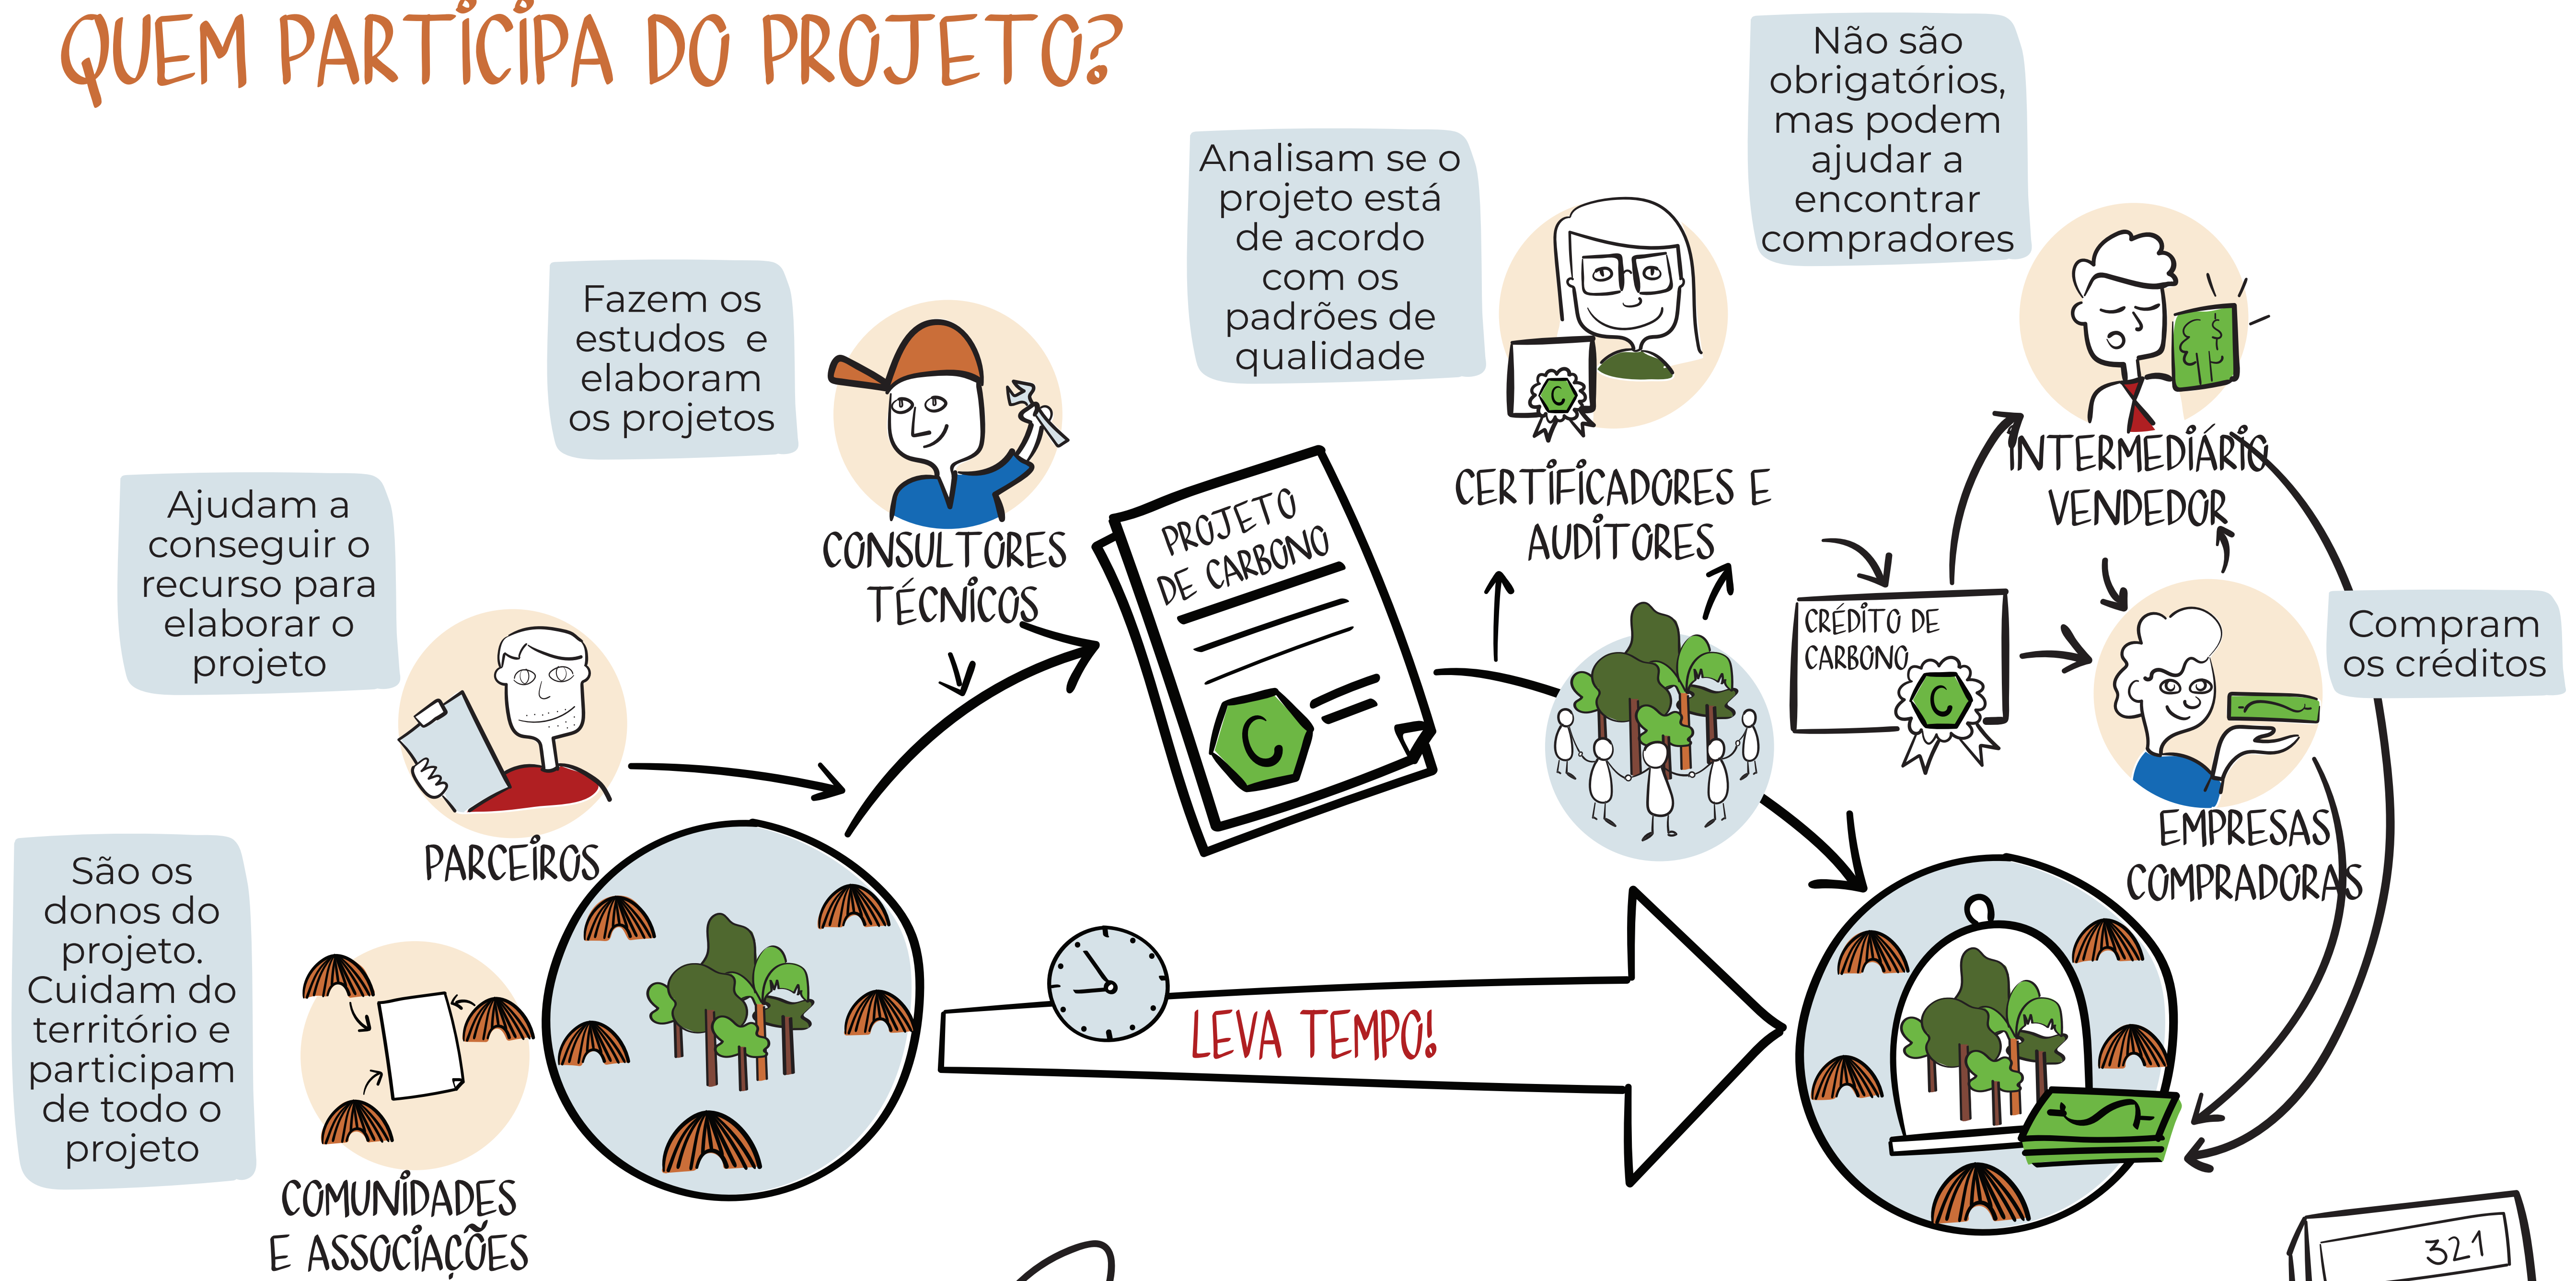 QUEM PARTICIPA DO PROJETO?
São os
donos do
projeto.
Cuidam do
território e
participam
de todo o
projeto
COMUNIDADES
E ASSOCIAÇÕES
Ajudam a
conseguir o
recurso para
elaborar o
projeto
PARCEIROS
Fazem os
estudos e
elaboram
os projetos
CONSULTORES
TÉCNICOS
PROJETO
DE CARBONO
C
Analisam se o
projeto está
de acordo
com os
padrões de
qualidade
C
CERTIFICADORES E
AUDITORES
Não são
obrigatórios,
mas podem
ajudar a
encontrar
compradores
$
INTERMEDIÁRIO
VENDEDOR
CRÉDITO DE
CARBONO
C
Compram
os créditos
EMPRESAS
COMPRADORAS
LEVA TEMPO!
321